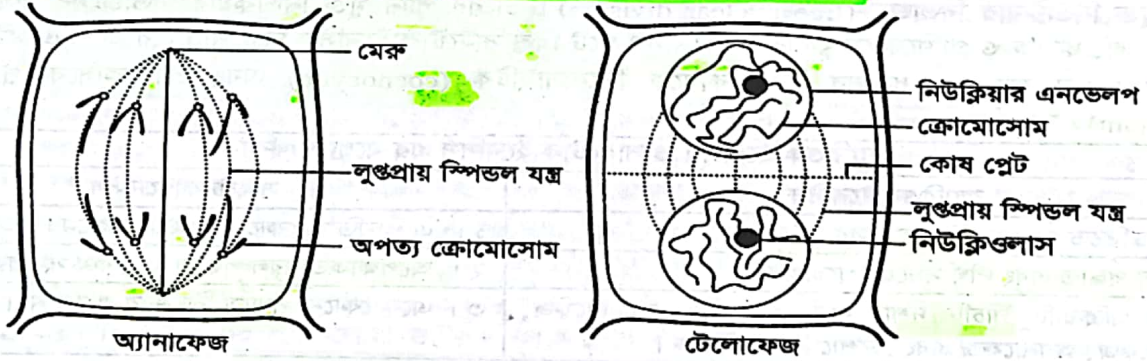 মেরু
লুপ্তপ্রায় স্পিন্ডল যন্ত্র
অপত্য ক্রোমোসোম
অ্যানাফেজ
নিউক্লিয়ার এনভেলপ
ক্রোমোসোম
কোষ প্লেট
লুপ্তপ্রায় স্পিন্ডল যন্ত্র
নিউক্লিওলাস
টেলোফেজ